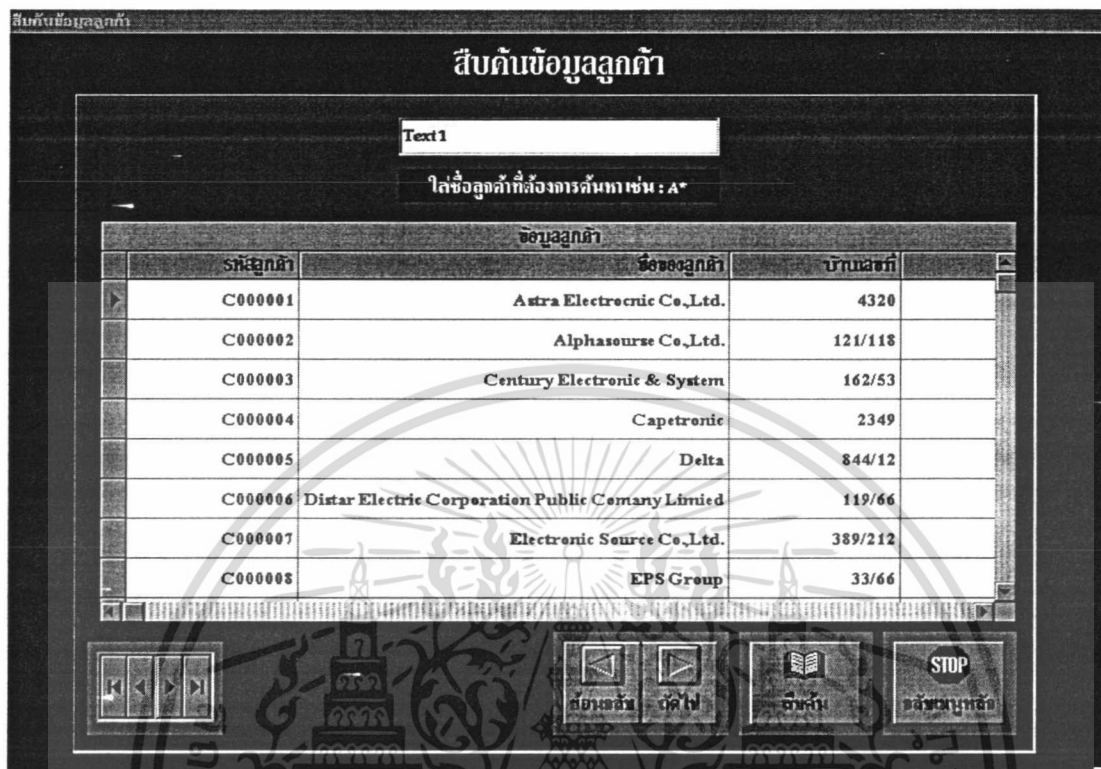 สืบค้นข้อมูลลูกค้า
สืบค้นข้อมูลลูกค้า
Text1
ใส่ชื่อลูกค้าที่ต้องการค้นหาเช่น : A*
ข้อมูลลูกค้า
รหัสลูกค้า ชื่อของลูกค้า บ้านเลขที่
C000001 Astra Electrocnic Co.,Ltd. 4320
C000002 Alphasourse Co.,Ltd. 121/118
C000003 Century Electronic & System 162/53
C000004 Capetronic 2349
C000005 Delta 844/12
C000006 Distar Electric Corporation Public Comany Limied 119/66
C000007 Electronic Source Co.,Ltd. 389/212
C000008 EPS Group 33/66
ย้อนกลับ ถัดไป สืบค้น STOP
กลับเมนูหลัก